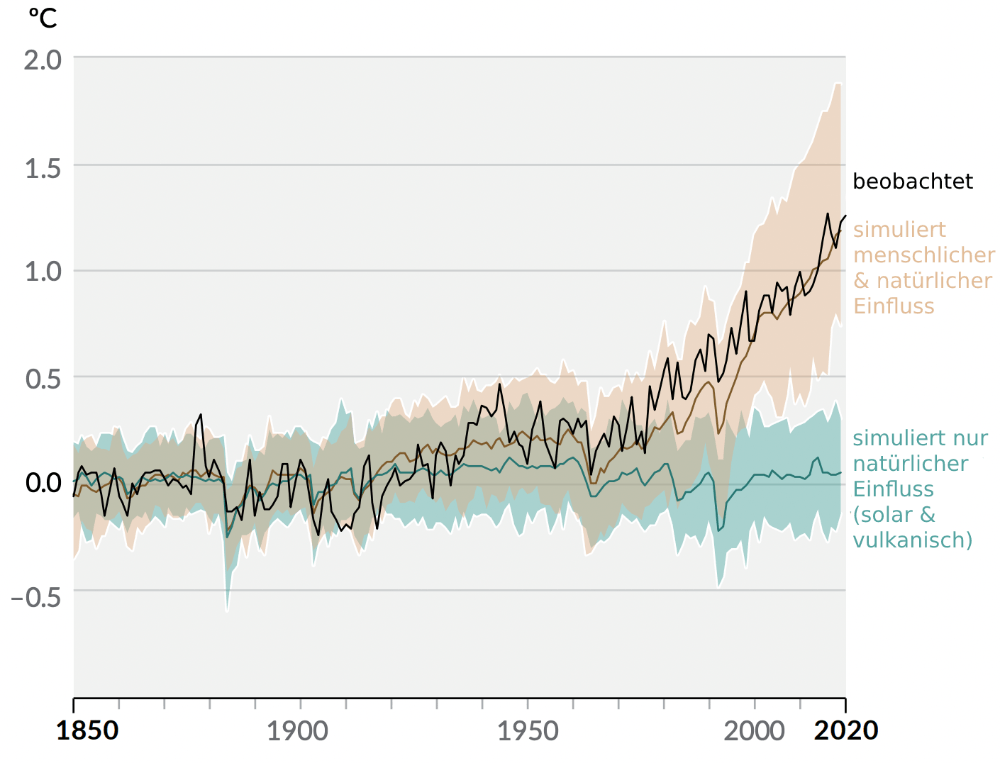 ºC
2.0
1.5
1.0
0.5
0.0
−0.5
1850
1900
1950
2000
2020
beobachtet
simuliert
menschlicher
& natürlicher
Einfluss
simuliert nur
natürlicher
Einfluss
(solar &
vulkanisch)